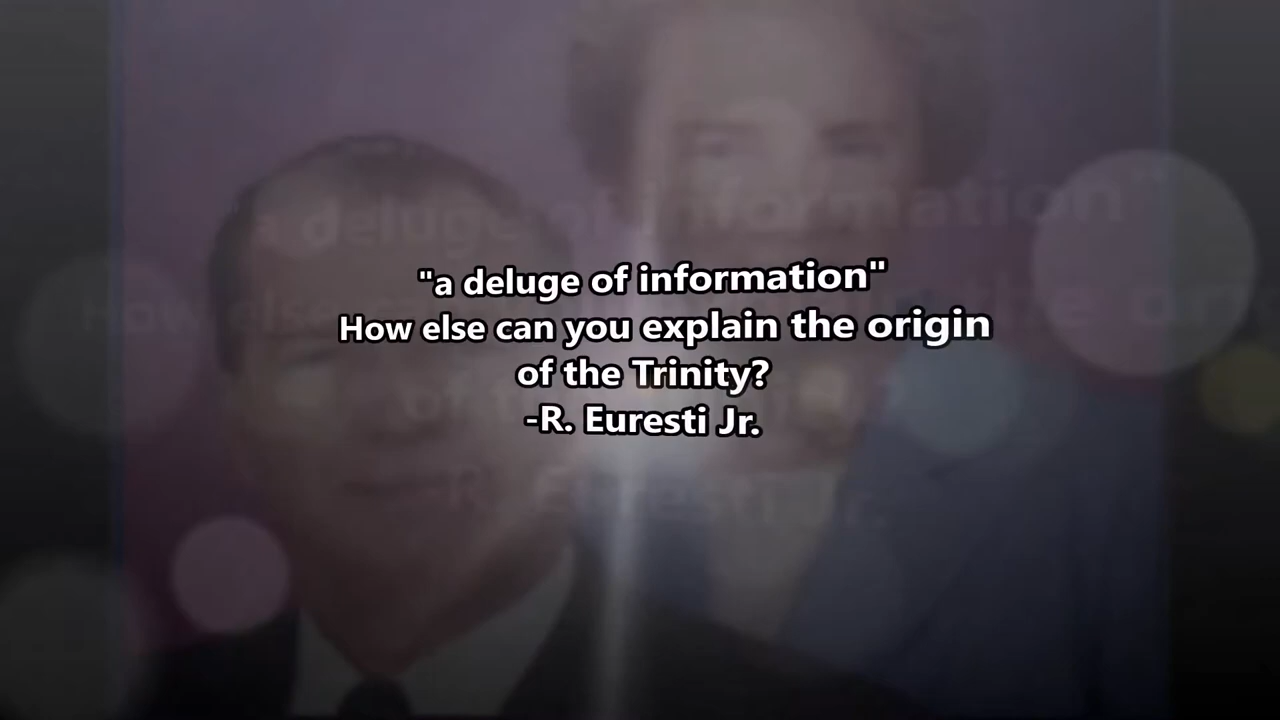 "a deluge of information"
How else can you explain the origin
of the Trinity?
-R. Euresti Jr.